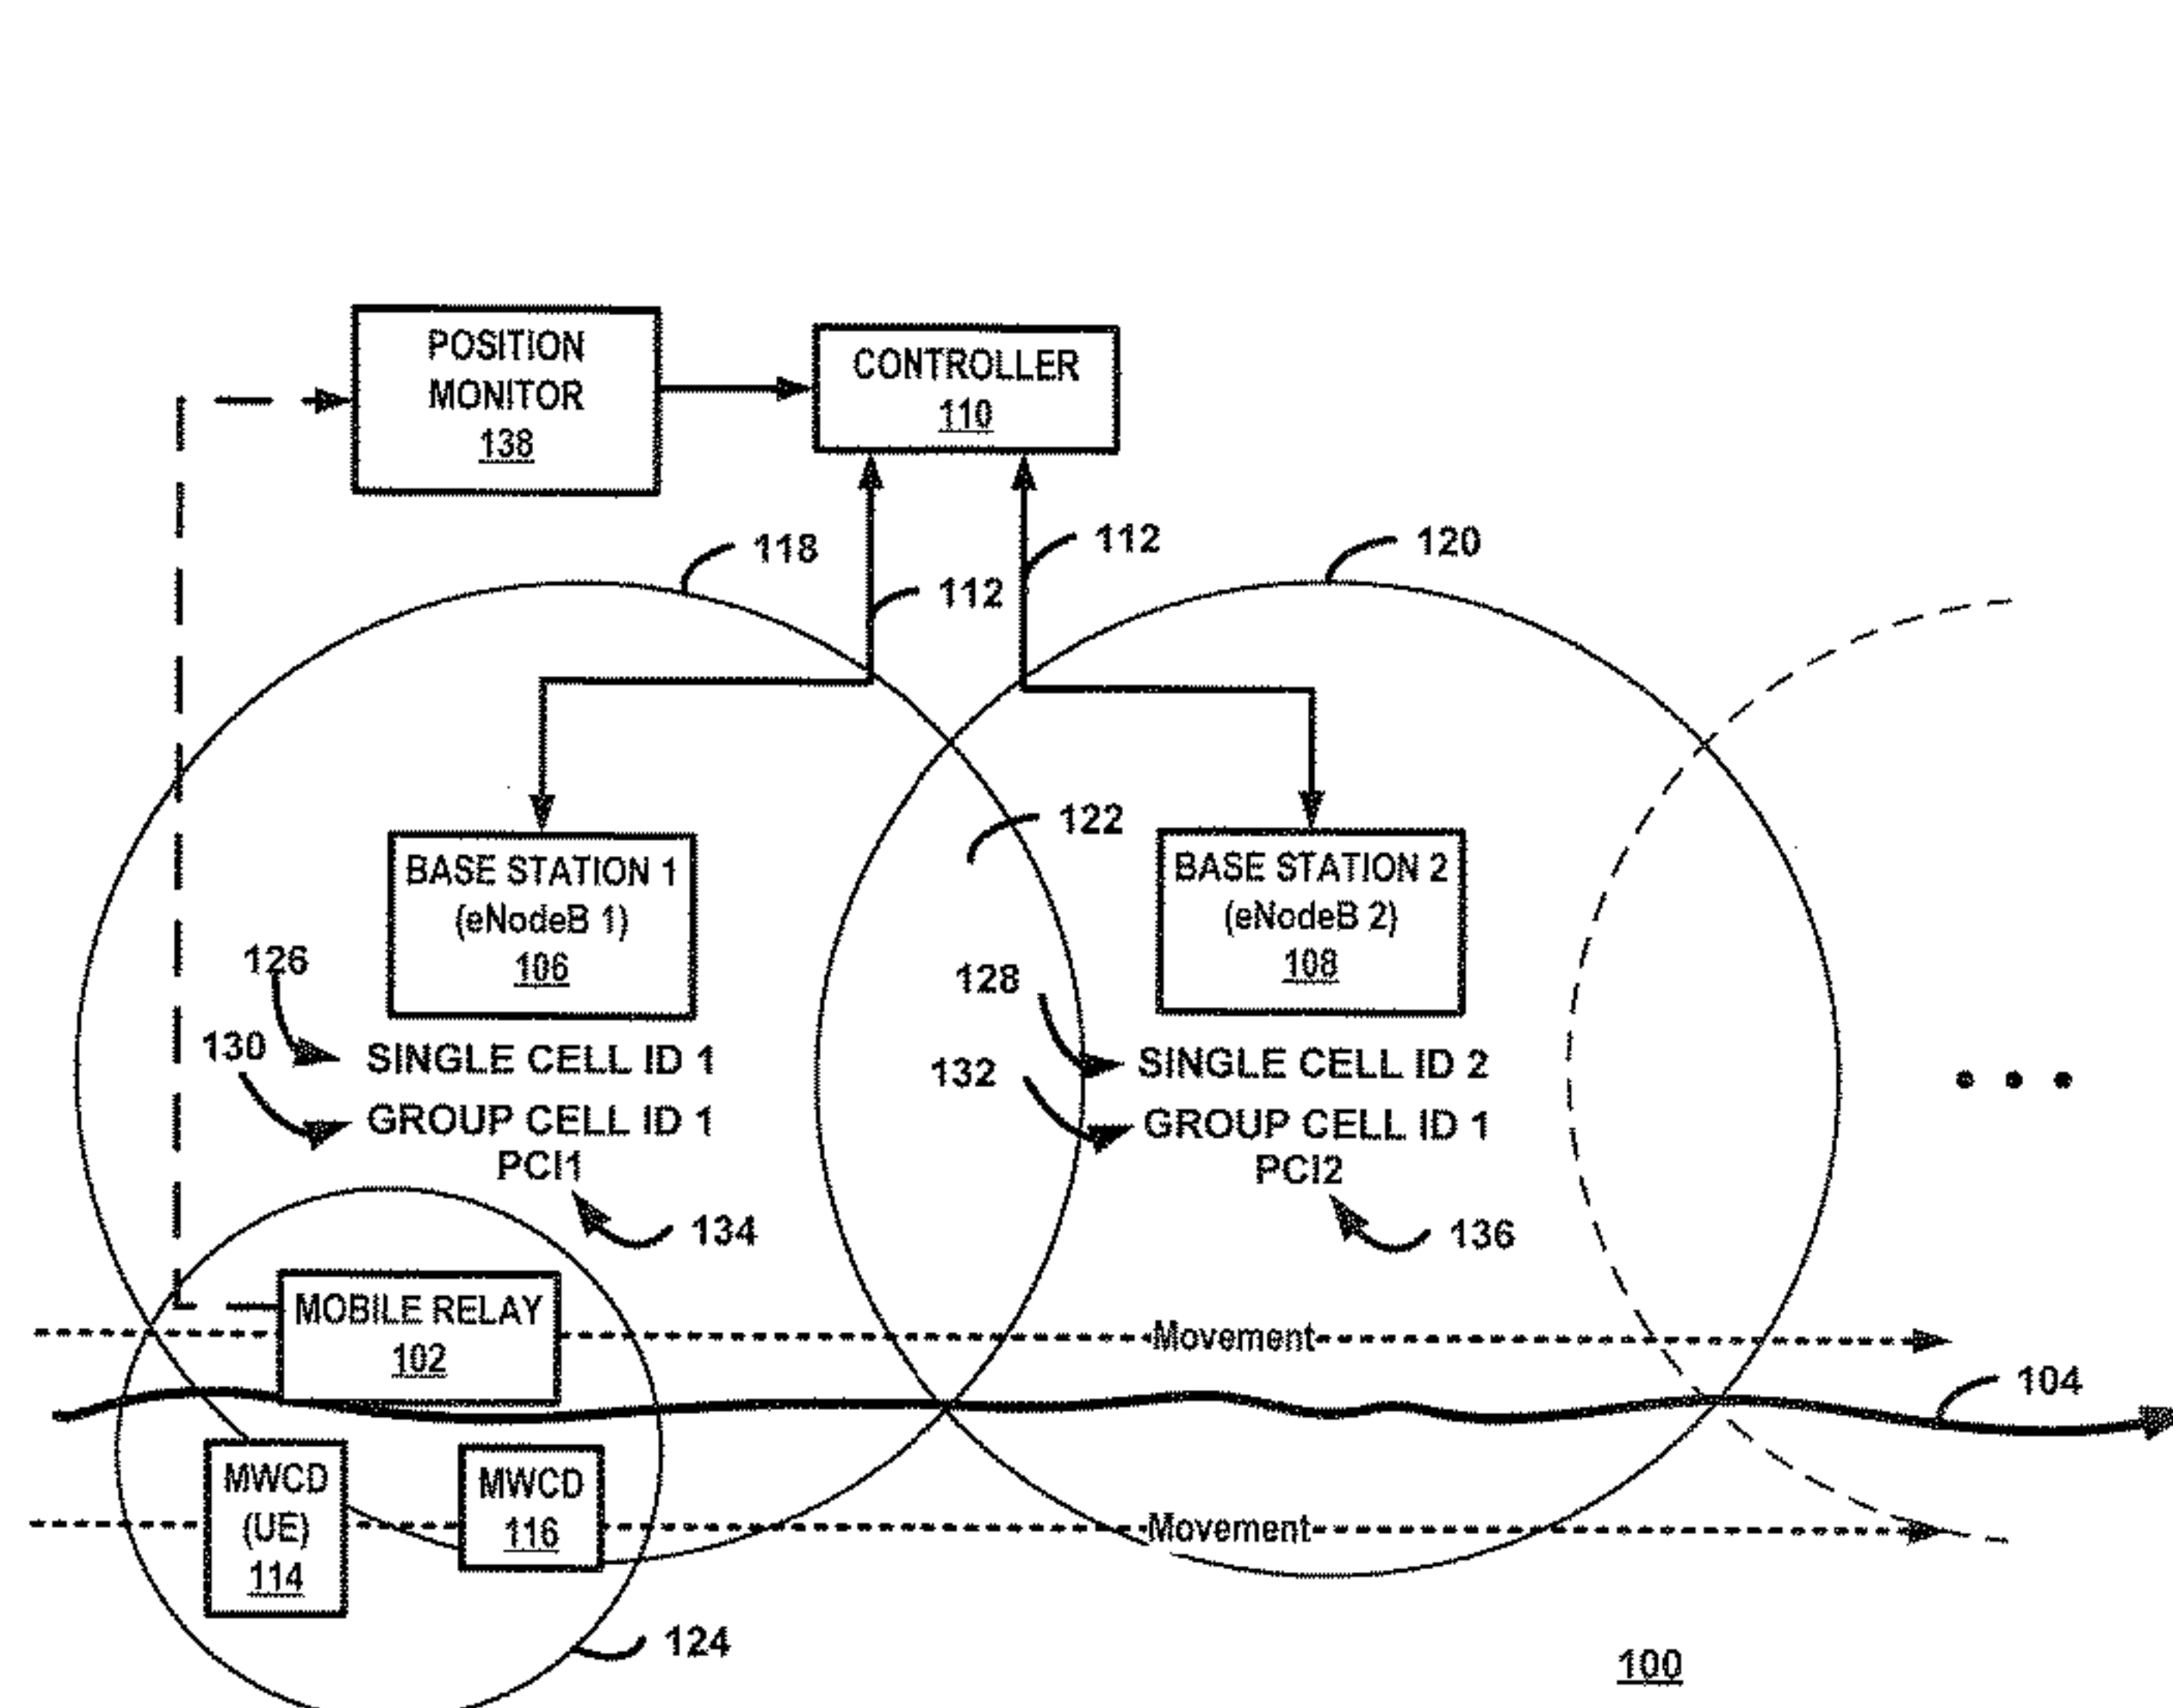 POSITION
MONITOR
138
CONTROLLER
110
118
112
112
120
122
BASE STATION 1
(eNodeB 1)
106
BASE STATION 2
(eNodeB 2)
108
126
128
130
SINGLE CELL ID 1
132
SINGLE CELL ID 2
GROUP CELL ID 1
GROUP CELL ID 1
PCI1
PCI2
134
136
MOBILE RELAY
102
Movement
104
MWCD
(UE)
114
MWCD
116
Movement
124
100